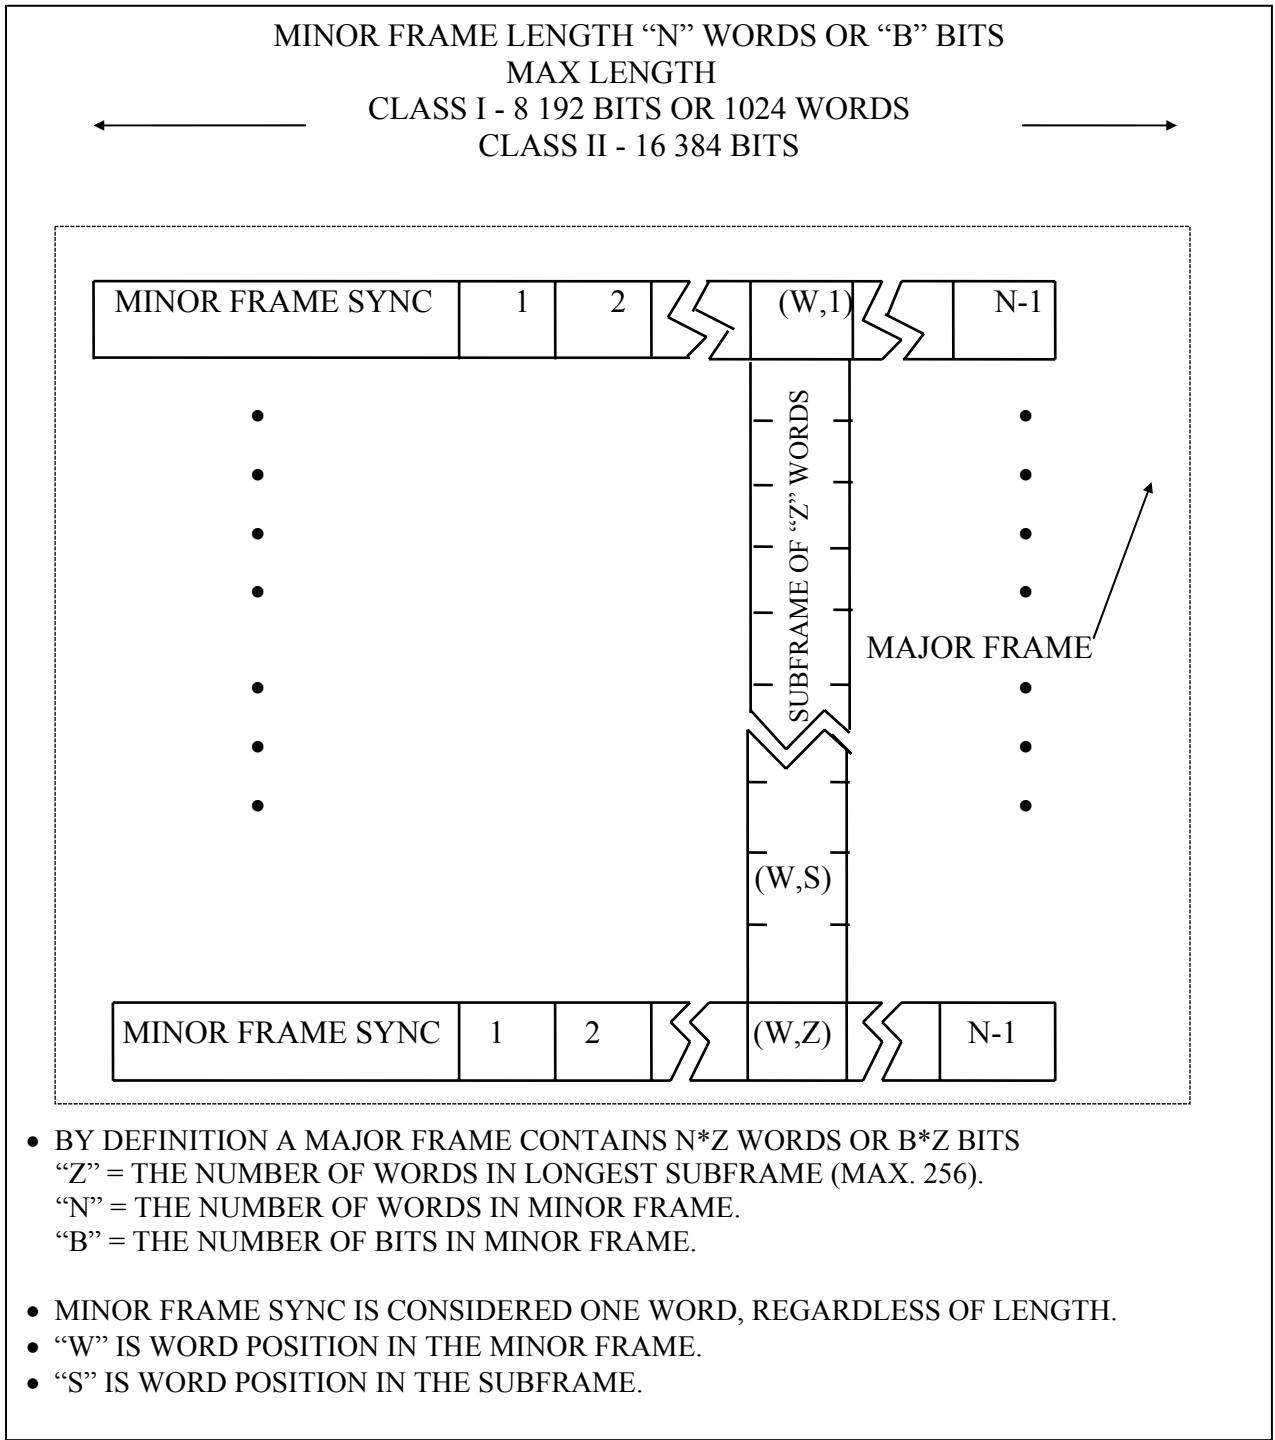 MINOR FRAME LENGTH “N” WORDS OR “B” BITS
MAX LENGTH
CLASS I - 8 192 BITS OR 1024 WORDS
CLASS II - 16 384 BITS
MINOR FRAME SYNC 1 2 (W,1) N-1
SUBFRAME OF “Z” WORDS
MAJOR FRAME
(W,S)
MINOR FRAME SYNC 1 2 (W,Z) N-1
• BY DEFINITION A MAJOR FRAME CONTAINS N*Z WORDS OR B*Z BITS
“Z” = THE NUMBER OF WORDS IN LONGEST SUBFRAME (MAX. 256).
“N” = THE NUMBER OF WORDS IN MINOR FRAME.
“B” = THE NUMBER OF BITS IN MINOR FRAME.
• MINOR FRAME SYNC IS CONSIDERED ONE WORD, REGARDLESS OF LENGTH.
• “W” IS WORD POSITION IN THE MINOR FRAME.
• “S” IS WORD POSITION IN THE SUBFRAME.